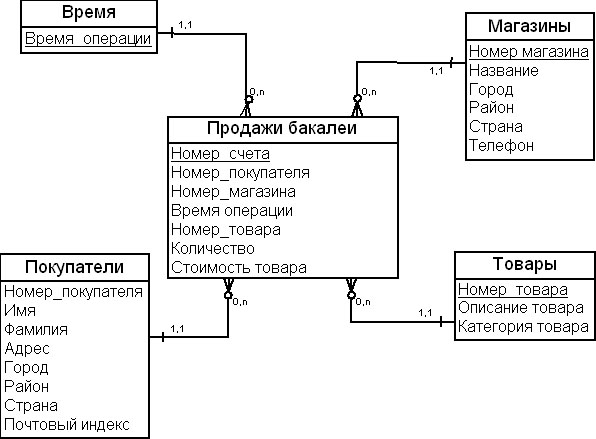 Время
Время_операции
1,1
0,n
Магазины
Номер магазина
Название
Город
Район
Страна
Телефон
1,1
0,n
Продажи бакалеи
Номер_счета
Номер_покупателя
Номер_магазина
Время операции
Номер_товара
Количество
Стоимость товара
Покупатели
Номер_покупателя
Имя
Фамилия
Адрес
Город
Район
Страна
Почтовый индекс
1,1
0,n
Товары
Номер_товара
Описание товара
Категория товара
1,1
0,n